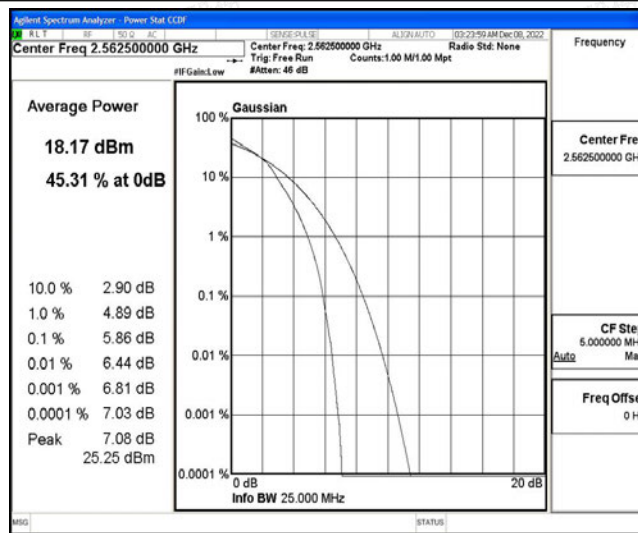 Agilent Spectrum Analyzer - Power Stat CCDF
R L T RF 50 Ω AC SENSE:PULSE ALIGN AUTO 03:23:59 AM Dec 08, 2022
Center Freq 2.562500000 GHz
Center Freq: 2.562500000 GHz Radio Std: None
Trig: Free Run Counts:1.00 M/1.00 Mpt
#IFGain:Low #Atten: 46 dB
Frequency
Average Power
18.17 dBm
45.31 % at 0dB
10.0 % 2.90 dB
1.0 % 4.89 dB
0.1 % 5.86 dB
0.01 % 6.44 dB
0.001 % 6.81 dB
0.0001 % 7.03 dB
Peak 7.08 dB
25.25 dBm
Gaussian
100 %
10 %
1 %
0.1 %
0.01 %
0.001 %
0.0001 %
0 dB 20 dB
Info BW 25.000 MHz
Center Fre
2.562500000 GH
CF Ste
5.000000 MH
Auto Ma
Freq Offse
0 H
MSG STATUS